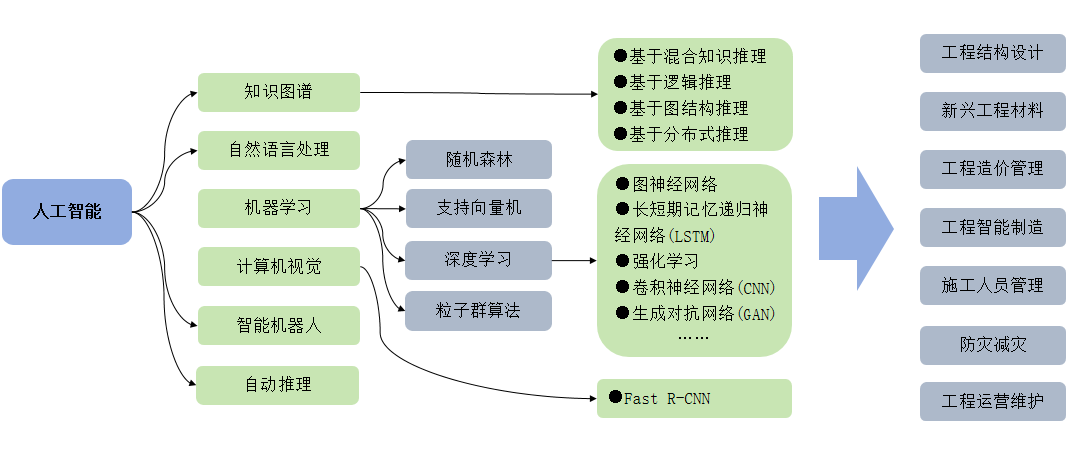 人工智能
知识图谱
自然语言处理
机器学习
计算机视觉
智能机器人
自动推理
随机森林
支持向量机
深度学习
粒子群算法
●基于混合知识推理
●基于逻辑推理
●基于图结构推理
●基于分布式推理
●图神经网络
●长短期记忆递归神
经网络(LSTM)
●强化学习
●卷积神经网络(CNN)
●生成对抗网络(GAN)
……
●Fast R-CNN
工程结构设计
新兴工程材料
工程造价管理
工程智能制造
施工人员管理
防灾减灾
工程运营维护